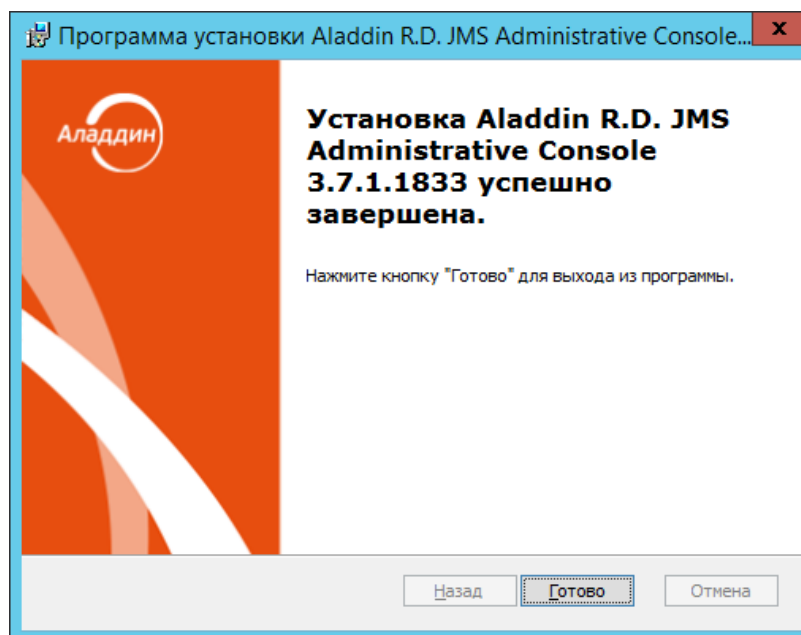 Программа установки Aladdin R.D. JMS Administrative Console...
x
Аладдин
Установка Aladdin R.D. JMS
Administrative Console
3.7.1.1833 успешно
завершена.
Нажмите кнопку "Готово" для выхода из программы.
Назад
Готово
Отмена